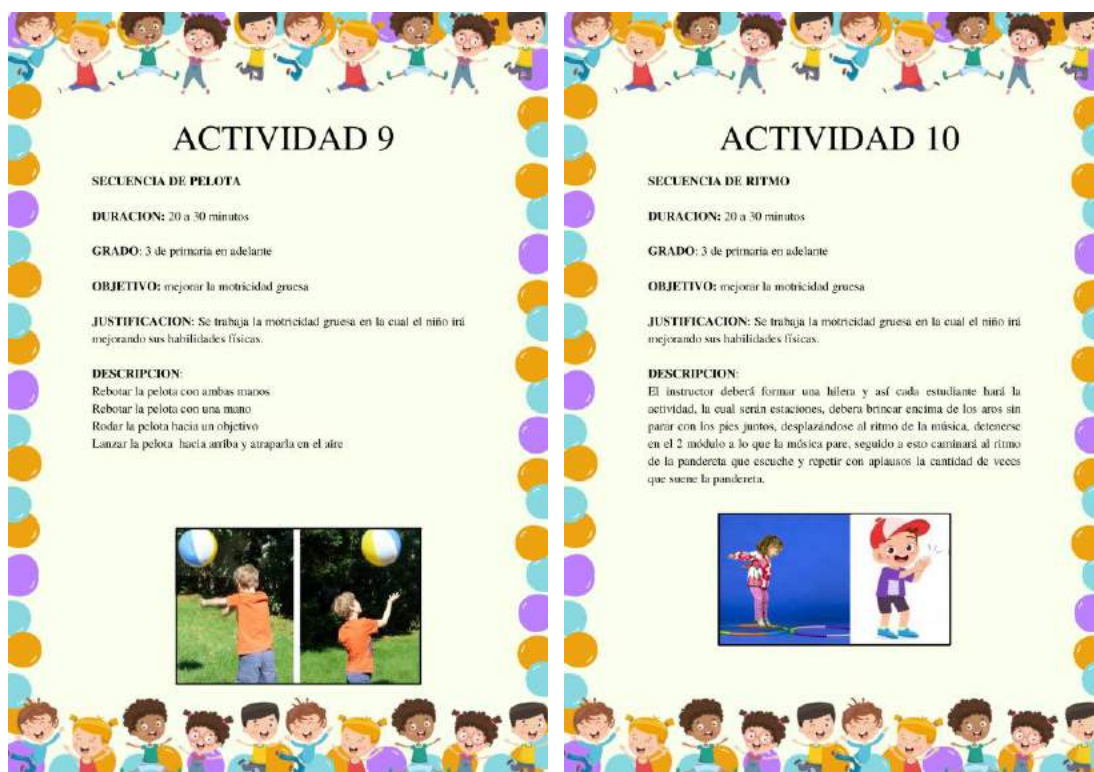 ACTIVIDAD 9
SECUENCIA DE PELOTA
DURACION: 20 a 30 minutos
GRADO: 3 de primaria en adelante
OBJETIVO: mejorar la motricidad gruesa
JUSTIFICACION: Se trabaja la motricidad gruesa en la cual el niño irá
mejorando sus habilidades físicas.
DESCRIPCION:
Rebotar la pelota con ambas manos
Rebotar la pelota con una mano
Rodar la pelota hacia un objetivo
Lanzar la pelota hacia arriba y atraparla en el aire
ACTIVIDAD 10
SECUENCIA DE RITMO
DURACION: 20 a 30 minutos
GRADO: 3 de primaria en adelante
OBJETIVO: mejorar la motricidad gruesa
JUSTIFICACION: Se trabaja la motricidad gruesa en la cual el niño irá
mejorando sus habilidades físicas.
DESCRIPCION:
El instructor deberá formar una hilera y así cada estudiante hará la
actividad, la cual serán estaciones, debera brincar encima de los aros sin
parar con los pies juntos, desplazándose al ritmo de la música, detenerse
en el 2 módulo a lo que la música pare, seguido a esto caminará al ritmo
de la pandereta que escuche y repetir con aplausos la cantidad de veces
que suene la pandereta.